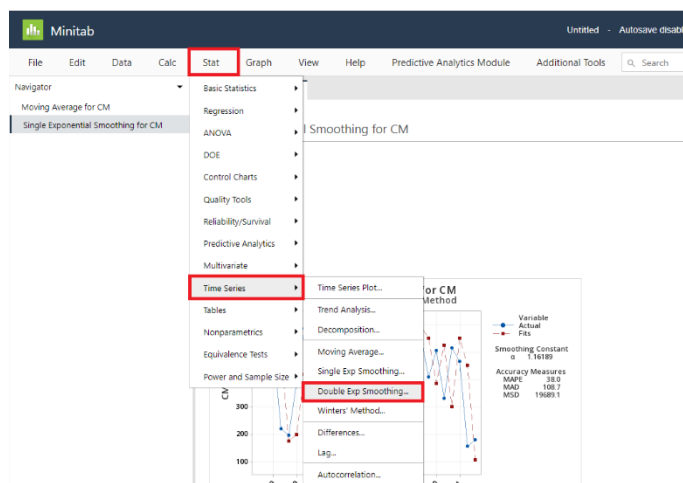 Minitab
Untitled - Autosave disabl
File Edit Data Calc Stat Graph View Help Predictive Analytics Module Additional Tools Search
Navigator
Moving Average for CM
Single Exponential Smoothing for CM
Basic Statistics
Regression
ANOVA
DOE
Control Charts
Quality Tools
Reliability/Survival
Predictive Analytics
Multivariate
Time Series
Tables
Nonparametrics
Equivalence Tests
Power and Sample Size
l Smoothing for CM
Time Series Plot...
Trend Analysis...
Decomposition...
Moving Average...
Single Exp Smoothing...
Double Exp Smoothing...
Winters' Method...
Differences...
Lag...
Autocorrelation...
for CM
Method
Variable
Actual
Fits
Smoothing Constant
α 1.16189
Accuracy Measures
MAPE 38.0
MAD 108.7
MSD 19689.1
CM
300
200
100